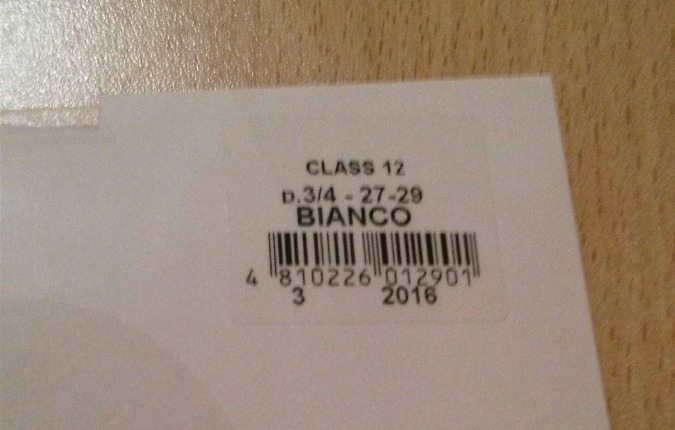 CLASS 12
D.3/4 - 27-29
BIANCO
4 810226 012901
3 2016